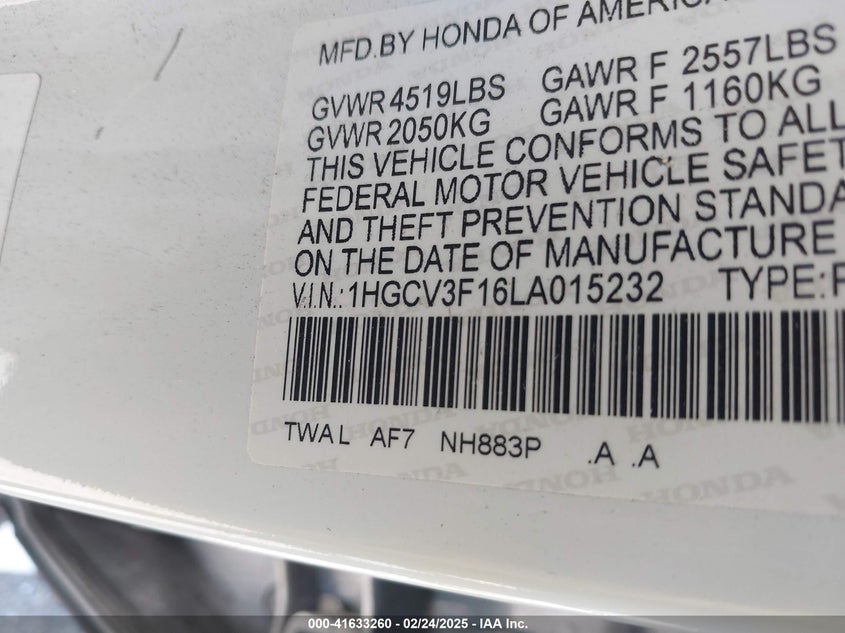 MFD.BY HONDA OF AMERICA
GVWR 4519LBS GAWR F 2557LBS
GVWR 2050KG GAWR F 1160KG
THIS VEHICLE CONFORMS TO ALL
FEDERAL MOTOR VEHICLE SAFET
AND THEFT PREVENTION STANDA
ON THE DATE OF MANUFACTURE
V.I.N.: 1HGCV3F16LA015232 TYPE:P
TWAL AF7 NH883P .A .A
000-41633260 - 02/24/2025 - IAA Inc.